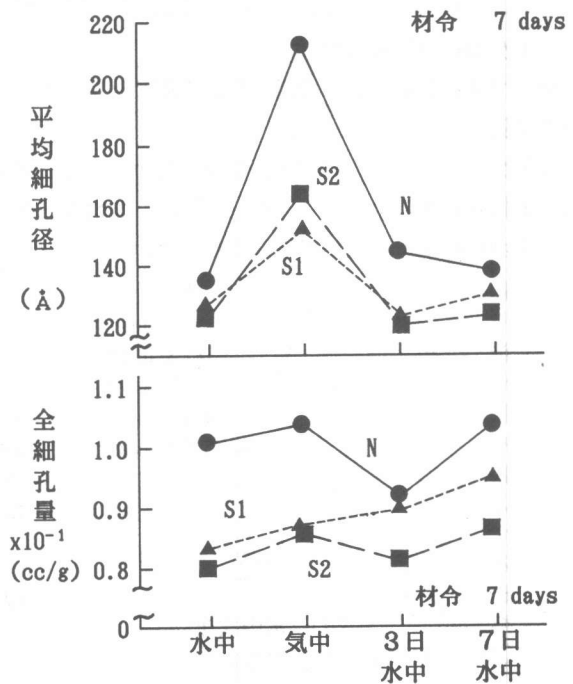 材令 7 days
220
200
180
160
140
120
平均細孔径
(Å)
S2
N
S1
1.1
1.0
0.9
0.8
0
全細孔量
x10⁻¹
(cc/g)
N
S1
S2
材令 7 days
水中
気中
3日
水中
7日
水中